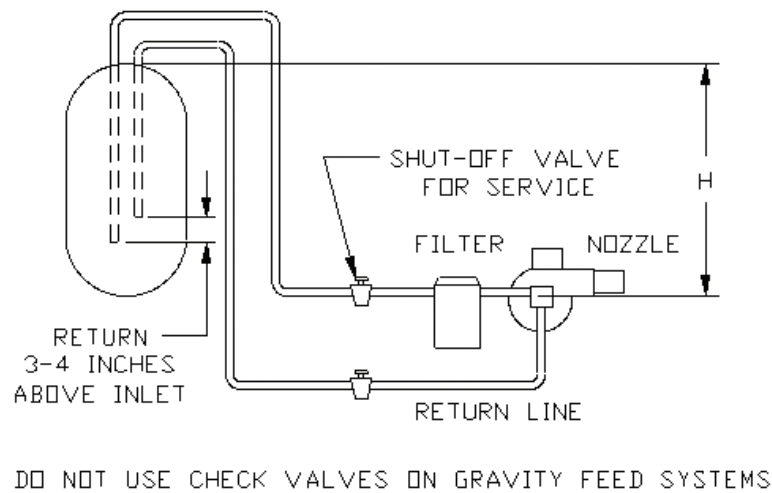 SHUT-OFF VALVE
FOR SERVICE
H
FILTER
NOZZLE
RETURN
3-4 INCHES
ABOVE INLET
RETURN LINE
DO NOT USE CHECK VALVES ON GRAVITY FEED SYSTEMS